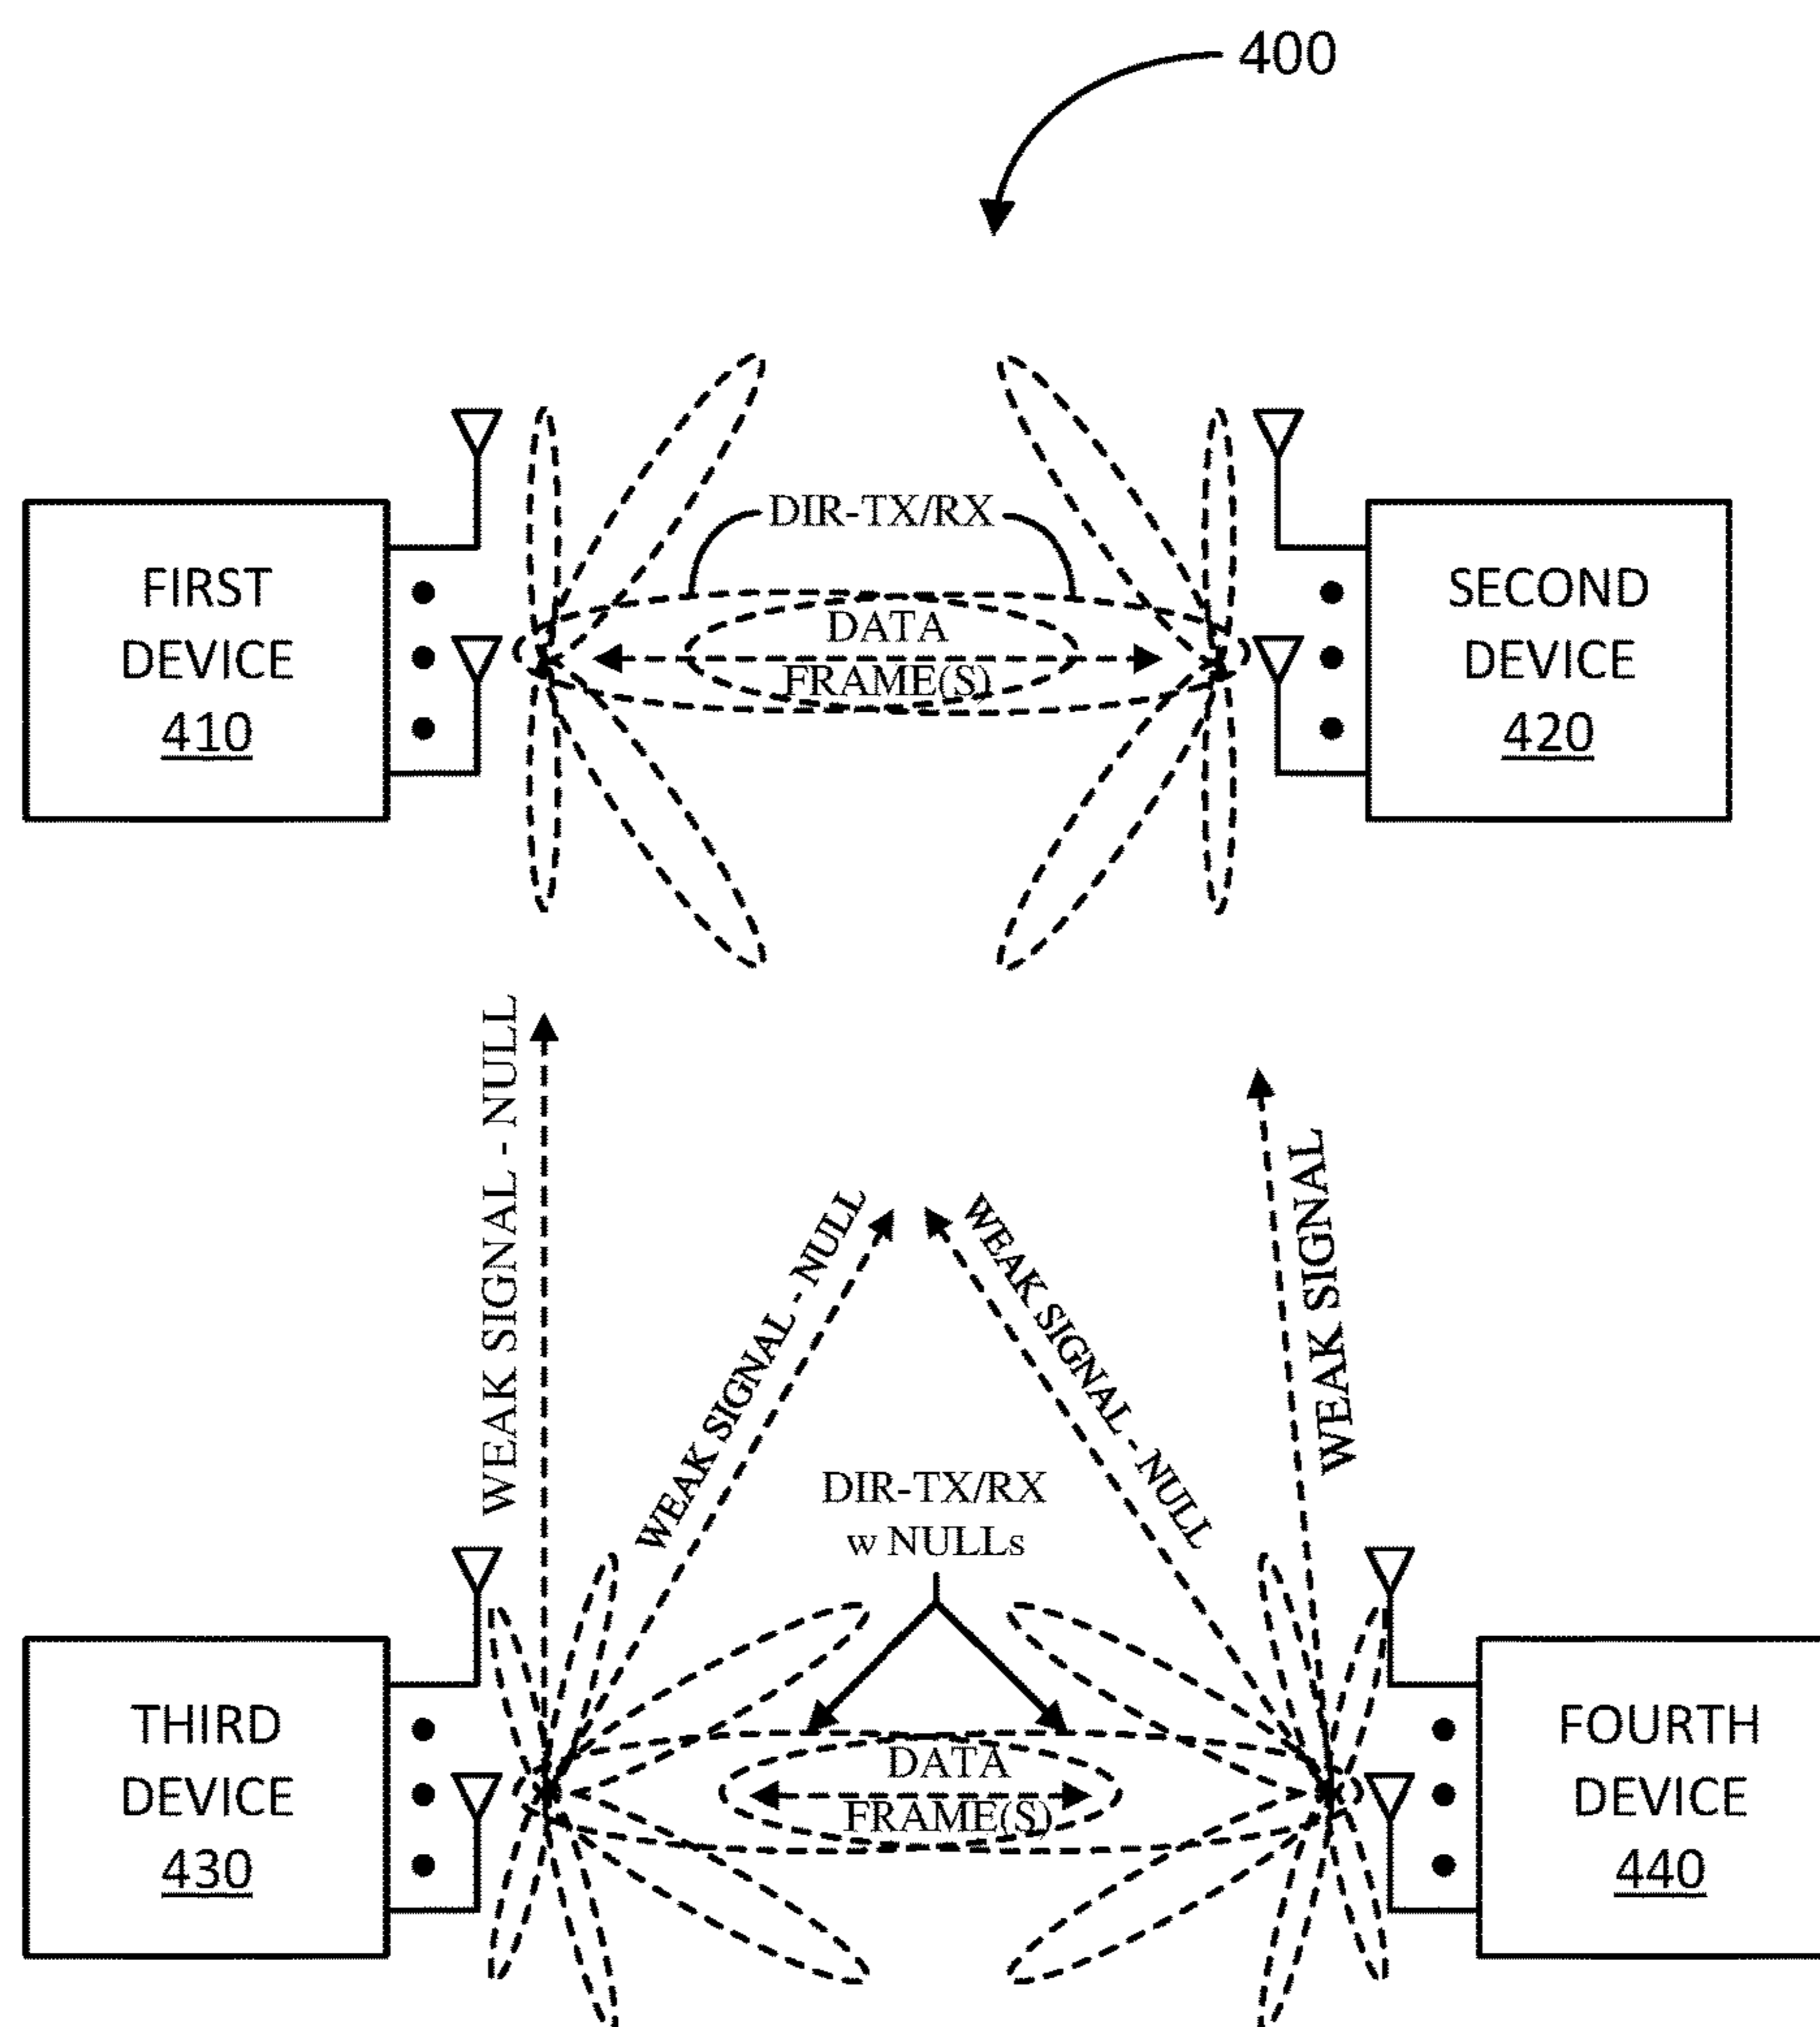 400
DIR-TX/RX
FIRST
DEVICE
410
DATA
FRAME(S)
SECOND
DEVICE
420
WEAK SIGNAL - NULL
WEAK SIGNAL - NULL
WEAK SIGNAL - NULL
WEAK SIGNAL
DIR-TX/RX
w NULLs
THIRD
DEVICE
430
DATA
FRAME(S)
FOURTH
DEVICE
440